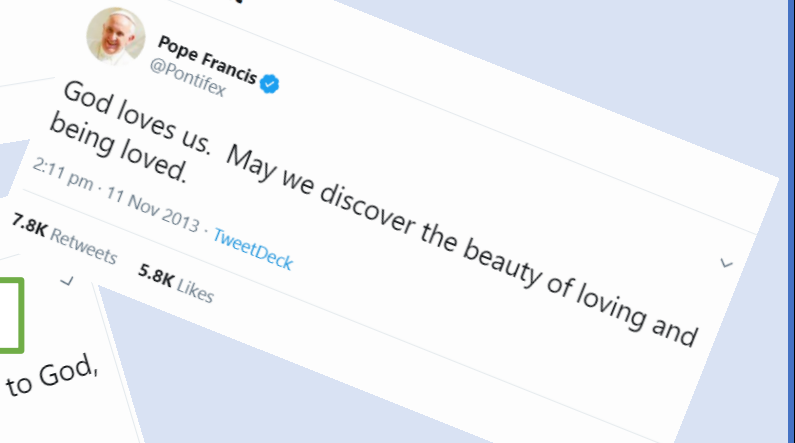 Pope Francis
@Pontifex
God loves us. May we discover the beauty of loving and
being loved.
2:11 pm · 11 Nov 2013 · TweetDeck
7.8K Retweets 5.8K Likes
to God,